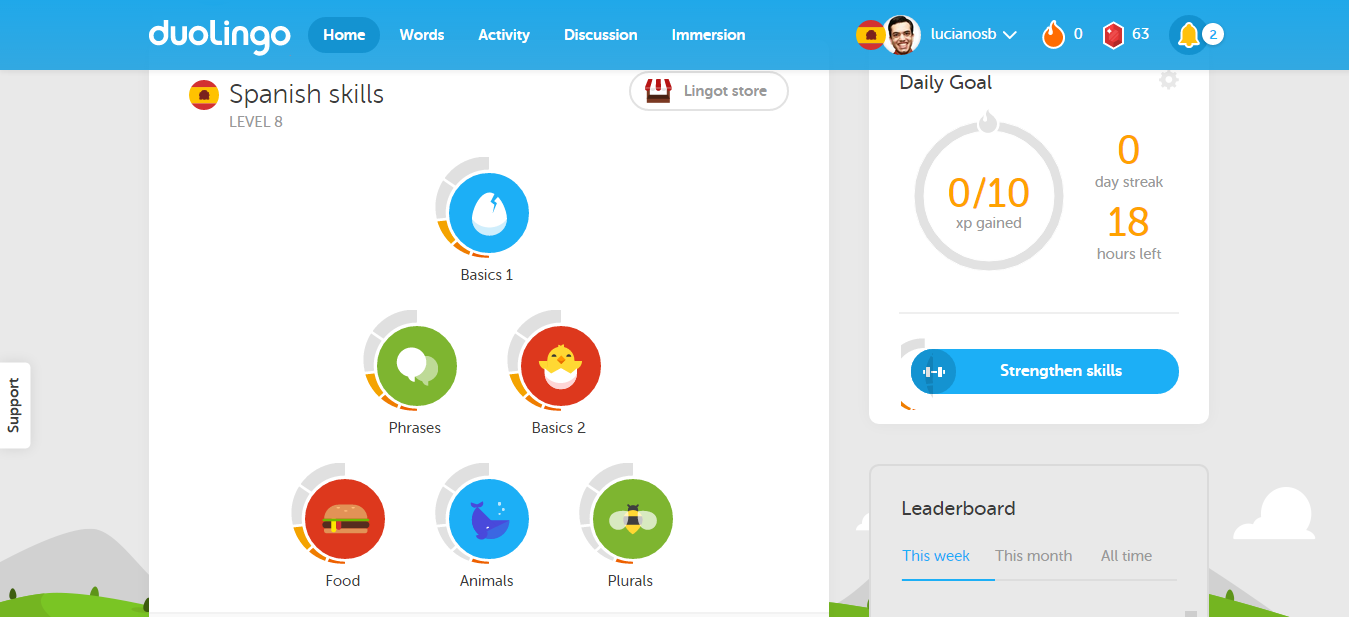 duolingo
Home Words Activity Discussion Immersion
lucianosb 0 63 2
Spanish skills
LEVEL 8
Lingot store
Basics 1
Phrases Basics 2
Food Animals Plurals
Support
Daily Goal
0/10
xp gained
0
day streak
18
hours left
Strengthen skills
Leaderboard
This week This month All time